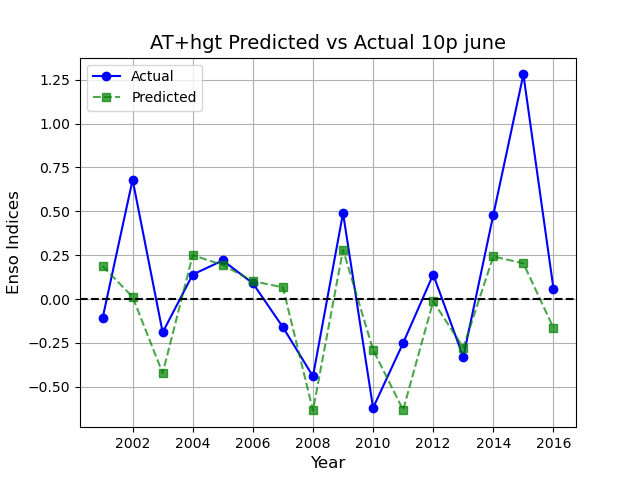 AT+hgt Predicted vs Actual 10p june
Actual
Predicted
Enso Indices
1.25
1.00
0.75
0.50
0.25
0.00
−0.25
−0.50
2002 2004 2006 2008 2010 2012 2014 2016
Year